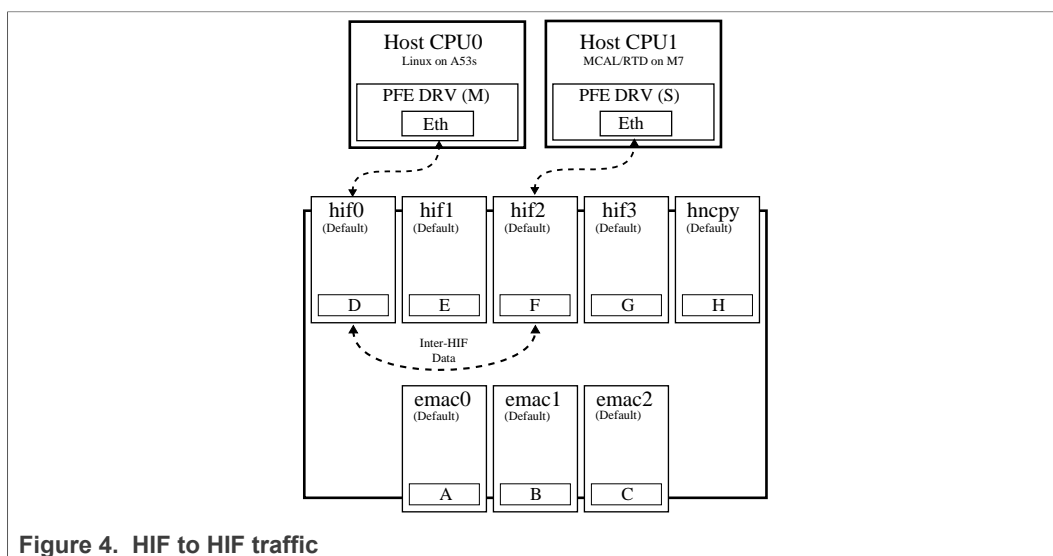 Host CPU0
Linux on A53s
PFE DRV (M)
Eth
Host CPU1
MCAL/RTD on M7
PFE DRV (S)
Eth
hif0
(Default)
D
hif1
(Default)
E
hif2
(Default)
F
hif3
(Default)
G
hncpy
(Default)
H
Inter-HIF
Data
emac0
(Default)
A
emac1
(Default)
B
emac2
(Default)
C
Figure 4. HIF to HIF traffic